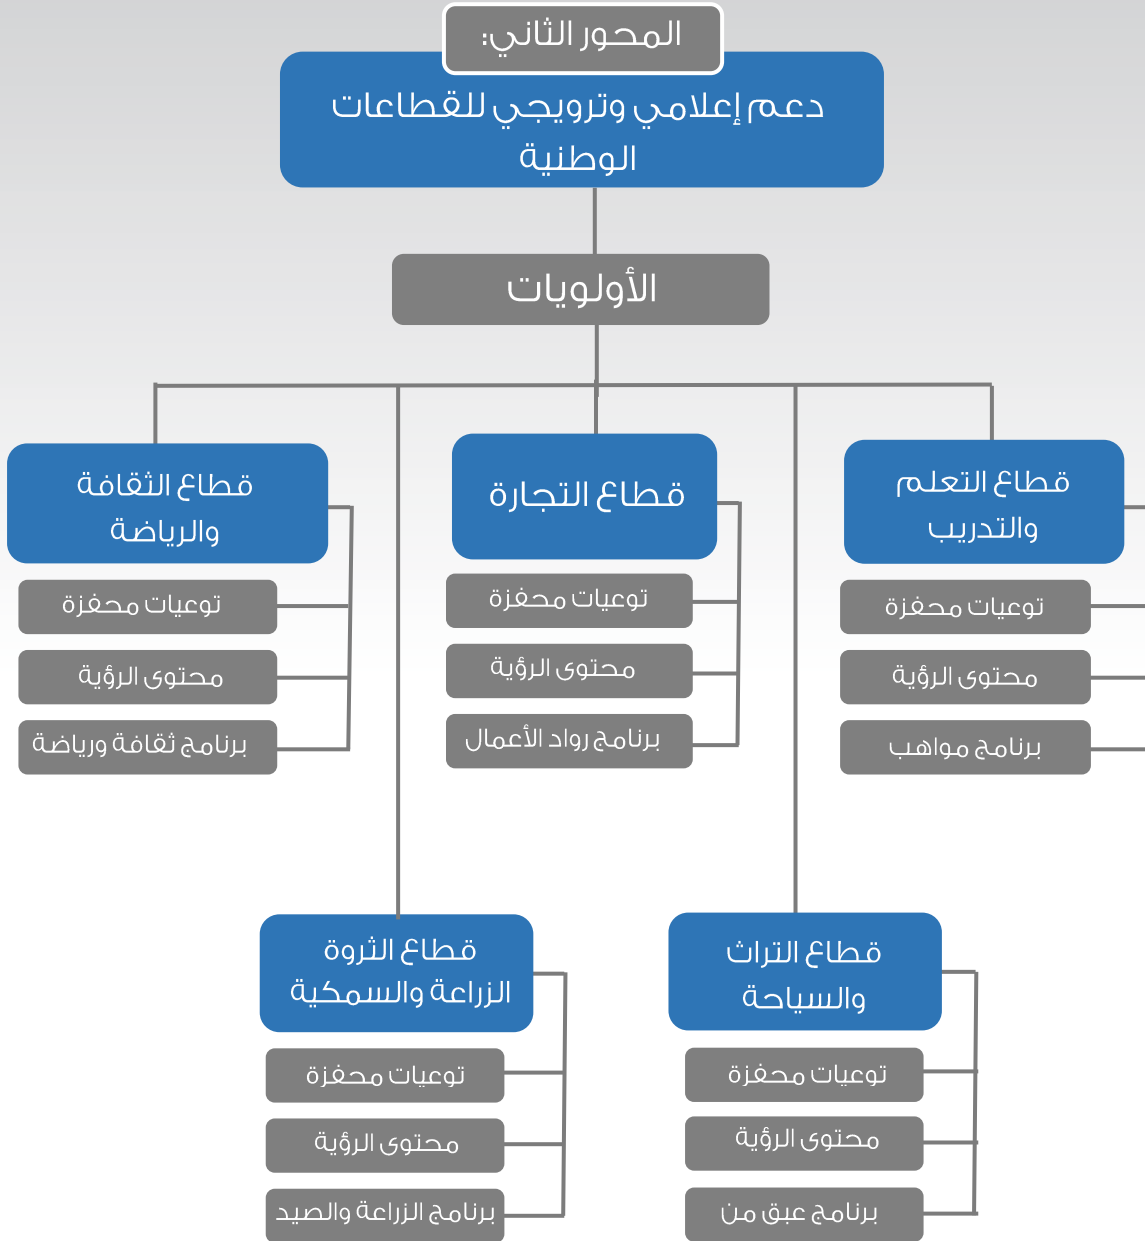 المحور الثاني:
دعم إعلامي وترويجي للقطاعات
الوطنية
الأولويات
قطاع التعلم
والتدريب
توعيات محفزة
محتوى الرؤية
برنامج مواهب
قطاع التجارة
توعيات محفزة
محتوى الرؤية
برنامج رواد الأعمال
قطاع الثقافة
والرياضة
توعيات محفزة
محتوى الرؤية
برنامج ثقافة ورياضة
قطاع التراث
والسياحة
توعيات محفزة
محتوى الرؤية
برنامج عبق من
قطاع الثروة
الزراعة والسمكية
توعيات محفزة
محتوى الرؤية
برنامج الزراعة والصيد